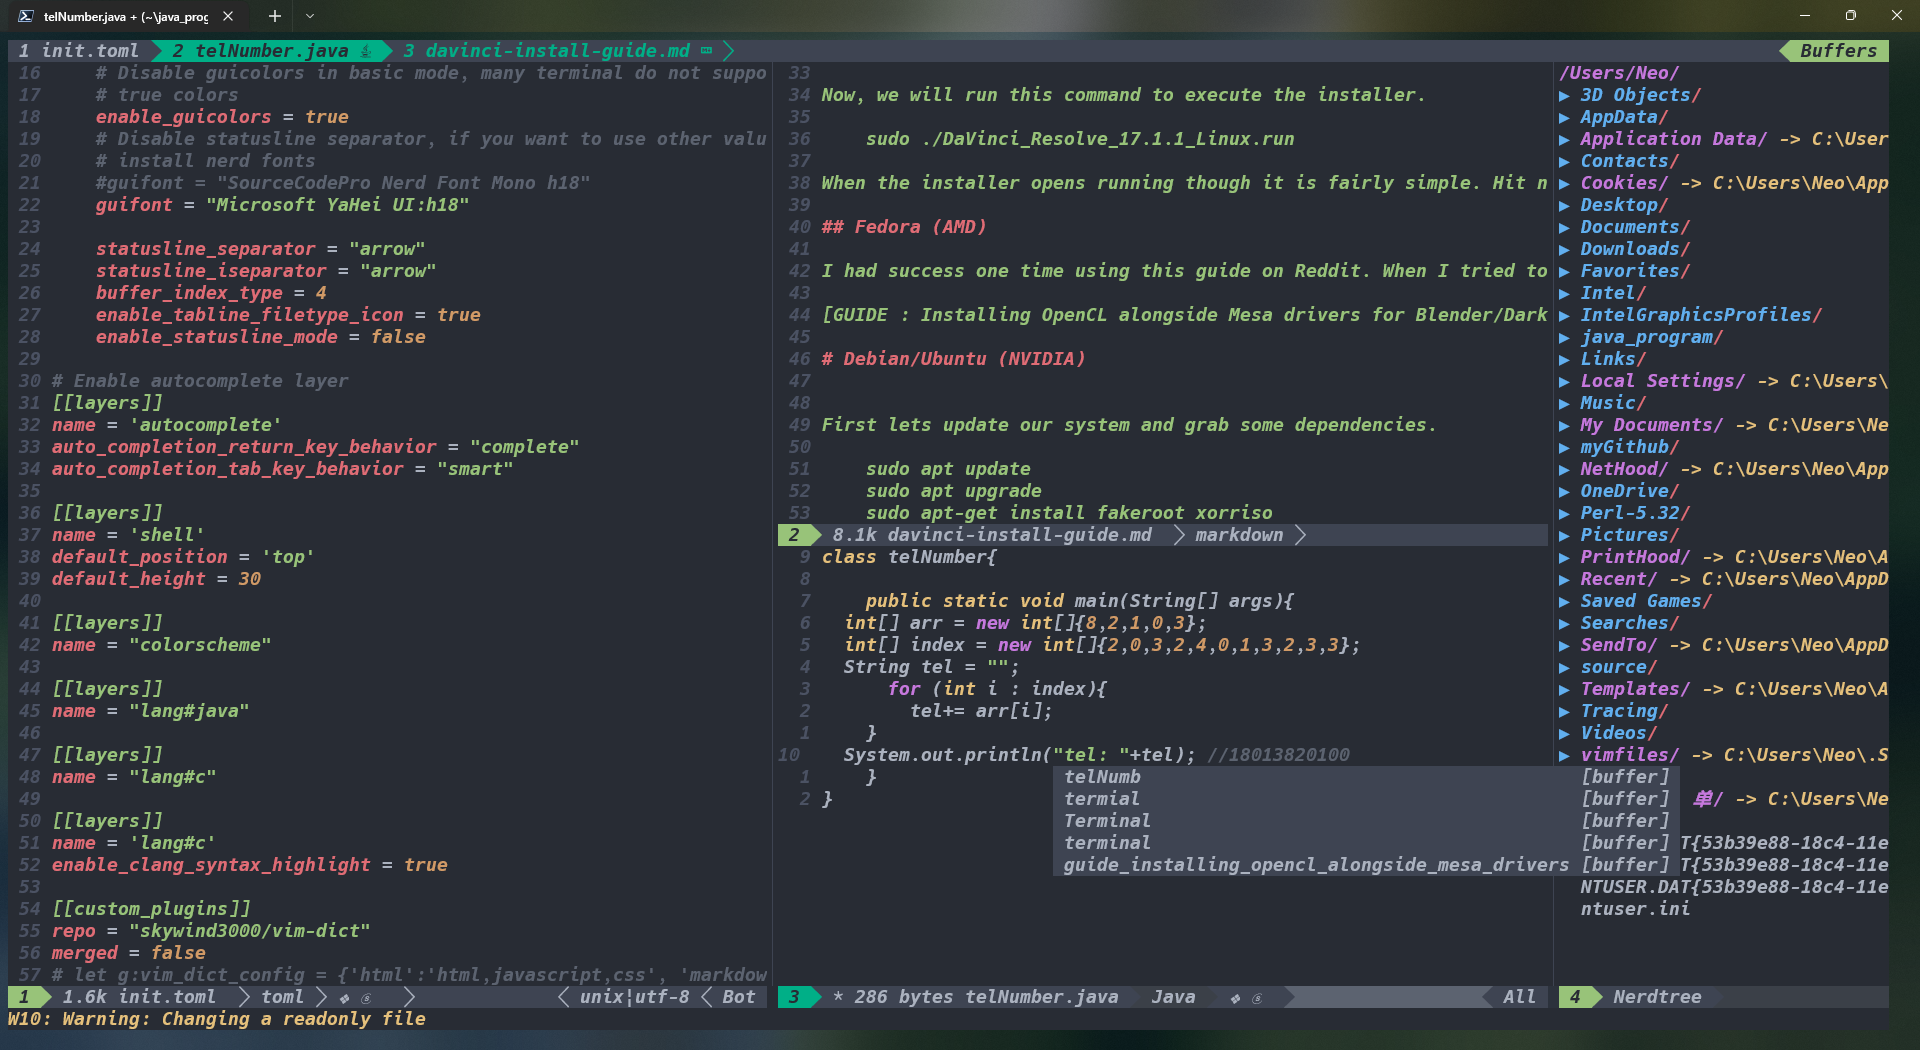 telNumber.java + (~\java_prog
1 init.toml 2 telNumber.java 3 davinci-install-guide.md Buffers
16 # Disable guicolors in basic mode, many terminal do not suppo
17 # true colors
18 enable_guicolors = true
19 # Disable statusline separator, if you want to use other valu
20 # install nerd fonts
21 #guifont = "SourceCodePro Nerd Font Mono h18"
22 guifont = "Microsoft YaHei UI:h18"
23
24 statusline_separator = "arrow"
25 statusline_iseparator = "arrow"
26 buffer_index_type = 4
27 enable_tabline_filetype_icon = true
28 enable_statusline_mode = false
29
30 # Enable autocomplete layer
31 [[layers]]
32 name = 'autocomplete'
33 auto_completion_return_key_behavior = "complete"
34 auto_completion_tab_key_behavior = "smart"
35
36 [[layers]]
37 name = 'shell'
38 default_position = 'top'
39 default_height = 30
40
41 [[layers]]
42 name = "colorscheme"
43
44 [[layers]]
45 name = "lang#java"
46
47 [[layers]]
48 name = "lang#c"
49
50 [[layers]]
51 name = 'lang#c'
52 enable_clang_syntax_highlight = true
53
54 [[custom_plugins]]
55 repo = "skywind3000/vim-dict"
56 merged = false
57 # let g:vim_dict_config = {'html':'html,javascript,css', 'markdow
1 1.6k init.toml toml unix|utf-8 Bot
33
34 Now, we will run this command to execute the installer.
35
36 sudo ./DaVinci_Resolve_17.1.1_Linux.run
37
38 When the installer opens running though it is fairly simple. Hit n
39
40 ## Fedora (AMD)
41
42 I had success one time using this guide on Reddit. When I tried to
43
44 [GUIDE : Installing OpenCL alongside Mesa drivers for Blender/Dark
45
46 # Debian/Ubuntu (NVIDIA)
47
48
49 First lets update our system and grab some dependencies.
50
51 sudo apt update
52 sudo apt upgrade
53 sudo apt-get install fakeroot xorriso
2 8.1k davinci-install-guide.md markdown
9 class telNumber{
8
7 public static void main(String[] args){
6 int[] arr = new int[]{8,2,1,0,3};
5 int[] index = new int[]{2,0,3,2,4,0,1,3,2,3,3};
4 String tel = "";
3 for (int i : index){
2 tel+= arr[i];
1 }
10 System.out.println("tel: "+tel); //18013820100
1 }
2 }
telNumb [buffer]
termial [buffer]
Terminal [buffer]
terminal [buffer]
guide_installing_opencl_alongside_mesa_drivers [buffer]
3 * 286 bytes telNumber.java Java All
/Users/Neo/
▶ 3D Objects/
▶ AppData/
▶ Application Data/ -> C:\User
▶ Contacts/
▶ Cookies/ -> C:\Users\Neo\App
▶ Desktop/
▶ Documents/
▶ Downloads/
▶ Favorites/
▶ Intel/
▶ IntelGraphicsProfiles/
▶ java_program/
▶ Links/
▶ Local Settings/ -> C:\Users\
▶ Music/
▶ My Documents/ -> C:\Users\Ne
▶ myGithub/
▶ NetHood/ -> C:\Users\Neo\App
▶ OneDrive/
▶ Perl-5.32/
▶ Pictures/
▶ PrintHood/ -> C:\Users\Neo\A
▶ Recent/ -> C:\Users\Neo\AppD
▶ Saved Games/
▶ Searches/
▶ SendTo/ -> C:\Users\Neo\AppD
▶ source/
▶ Templates/ -> C:\Users\Neo\A
▶ Tracing/
▶ Videos/
▶ vimfiles/ -> C:\Users\Neo\.S
单/ -> C:\Users\Ne
T{53b39e88-18c4-11e
T{53b39e88-18c4-11e
NTUSER.DAT{53b39e88-18c4-11e
ntuser.ini
4 Nerdtree
W10: Warning: Changing a readonly file